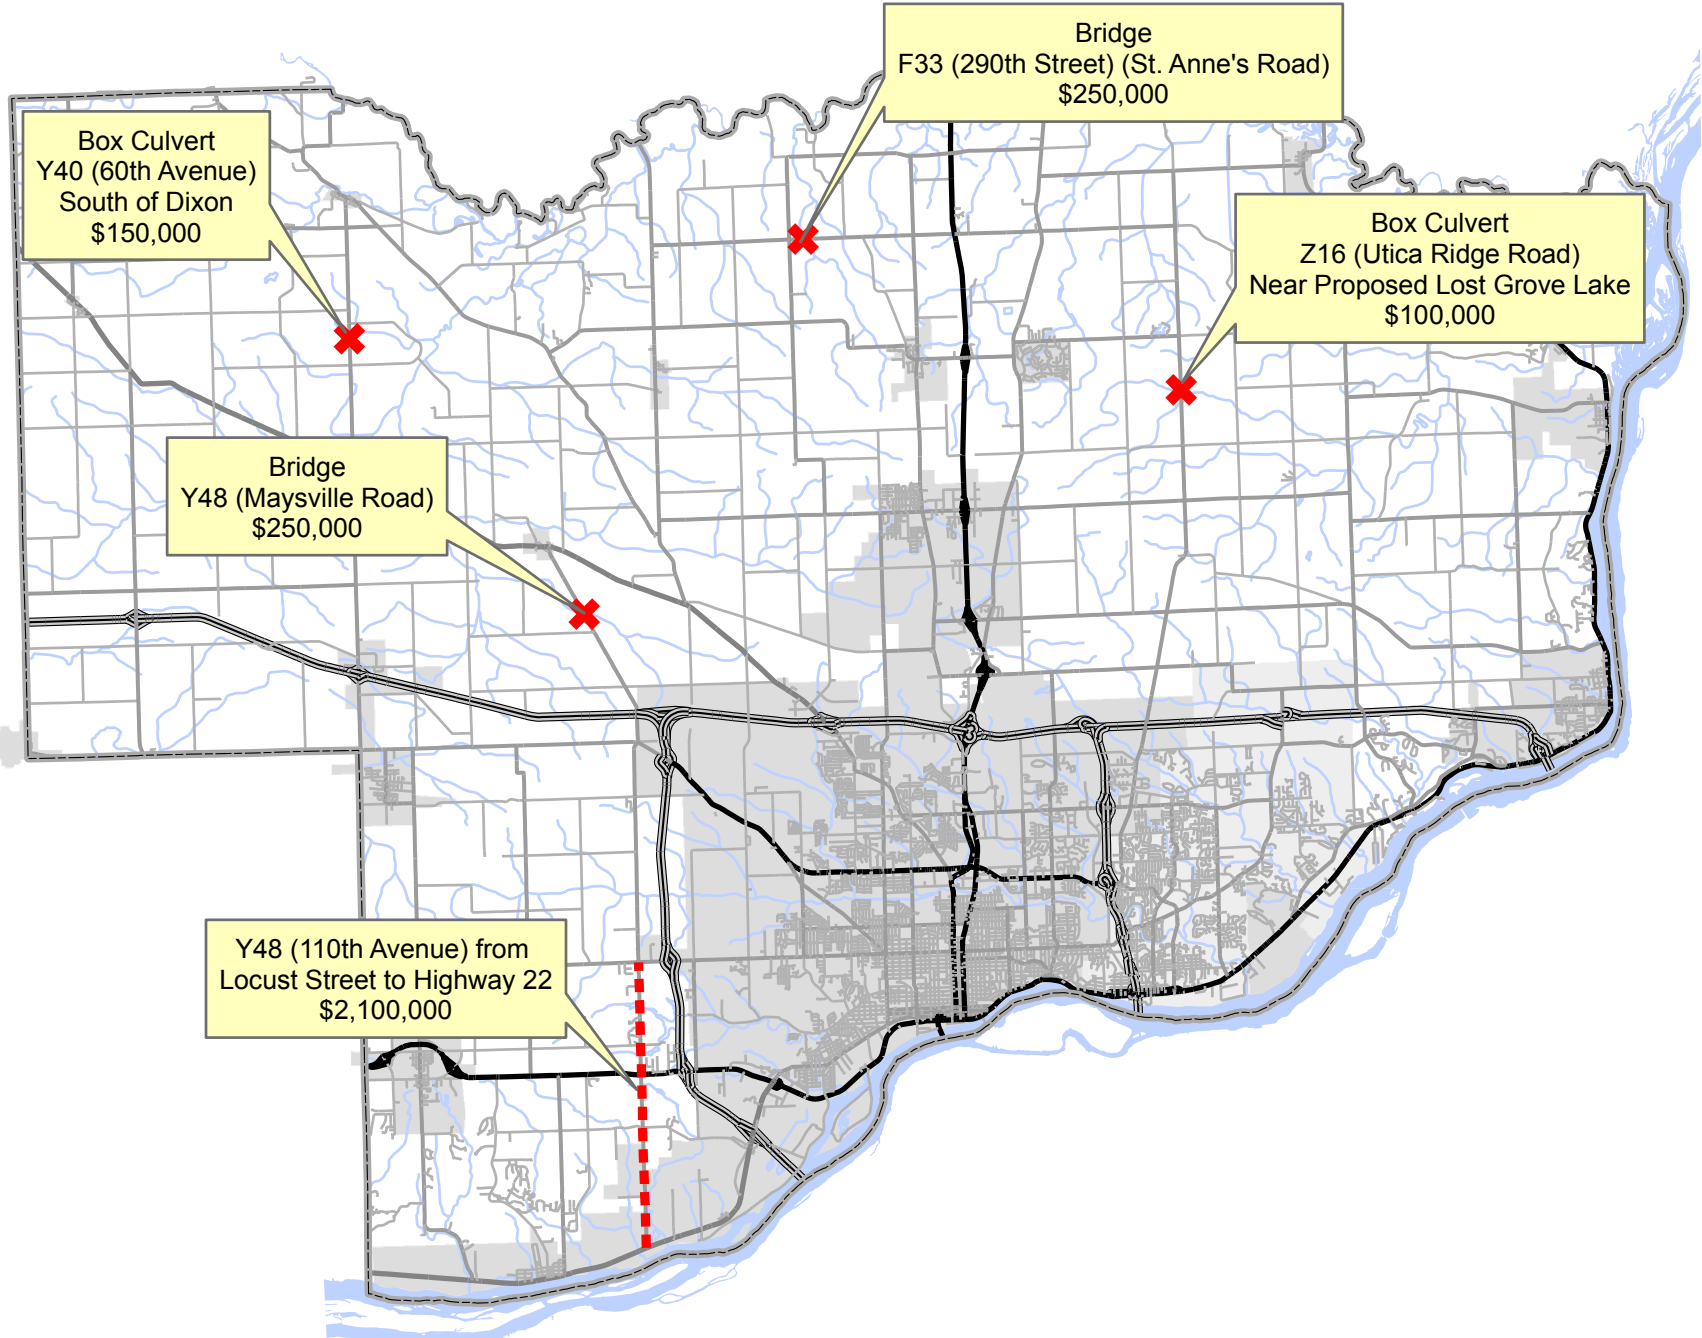 Bridge
F33 (290th Street) (St. Anne's Road)
$250,000
Box Culvert
Y40 (60th Avenue)
South of Dixon
$150,000
Box Culvert
Z16 (Utica Ridge Road)
Near Proposed Lost Grove Lake
$100,000
Bridge
Y48 (Maysville Road)
$250,000
Y48 (110th Avenue) from
Locust Street to Highway 22
$2,100,000